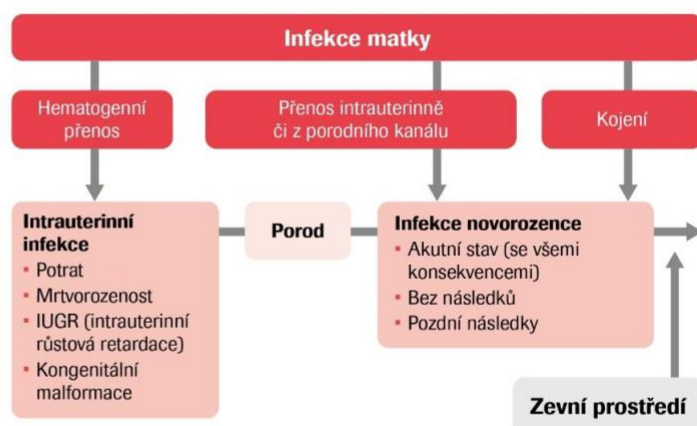 Infekce matky
Hematogenní
přenos
Přenos intrauterinně
či z porodního kanálu
Kojení
Intrauterinní
infekce
▪ Potrat
▪ Mrtvorozenost
▪ IUGR (intrauterinní
růstová retardace)
▪ Kongenitální
malformace
Porod
Infekce novorozence
▪ Akutní stav (se všemi
konsekvencemi)
▪ Bez následků
▪ Pozdní následky
Zevní prostředí